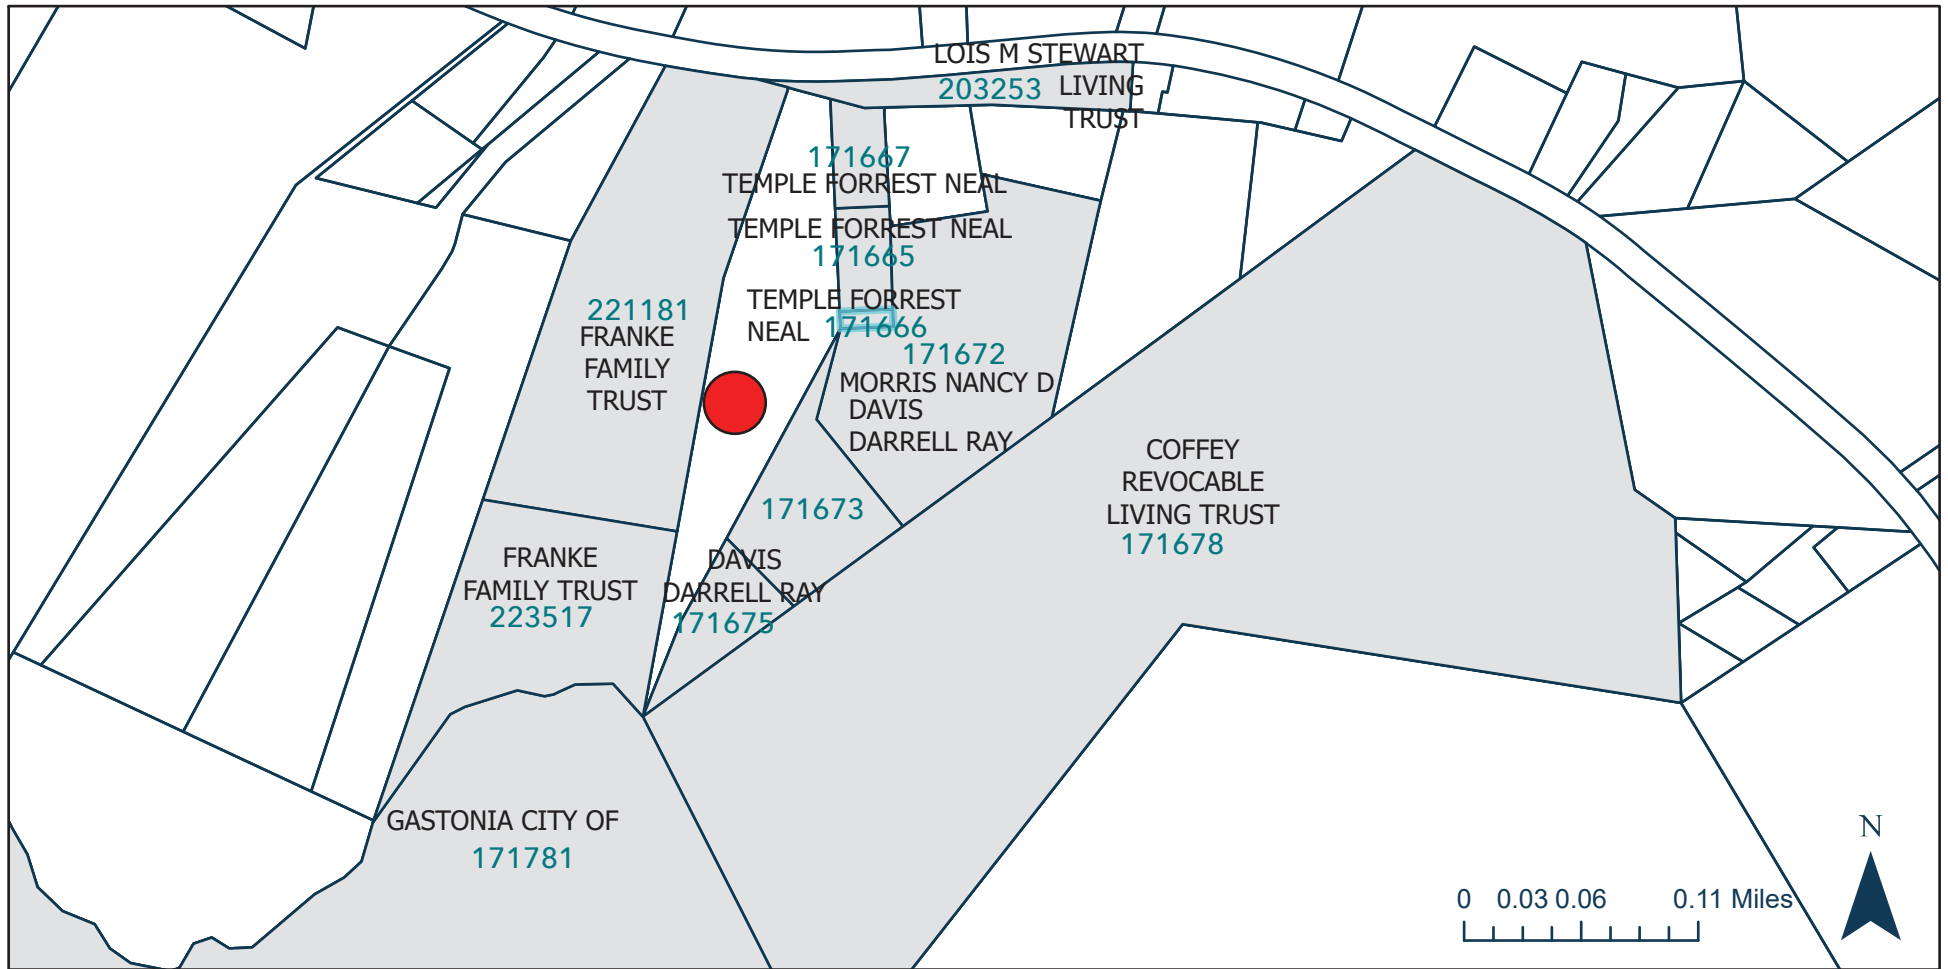 LOIS M STEWART
203253 LIVING
TRUST
171667
TEMPLE FORREST NEAL
TEMPLE FORREST NEAL
171665
TEMPLE FORREST
NEAL 171666
221181
FRANKE
FAMILY
TRUST
171672
MORRIS NANCY D
DAVIS
DARRELL RAY
COFFEY
REVOCABLE
LIVING TRUST
171678
171673
FRANKE
FAMILY TRUST
223517
DAVIS
DARRELL RAY
171675
GASTONIA CITY OF
171781
N
0 0.03 0.06 0.11 Miles